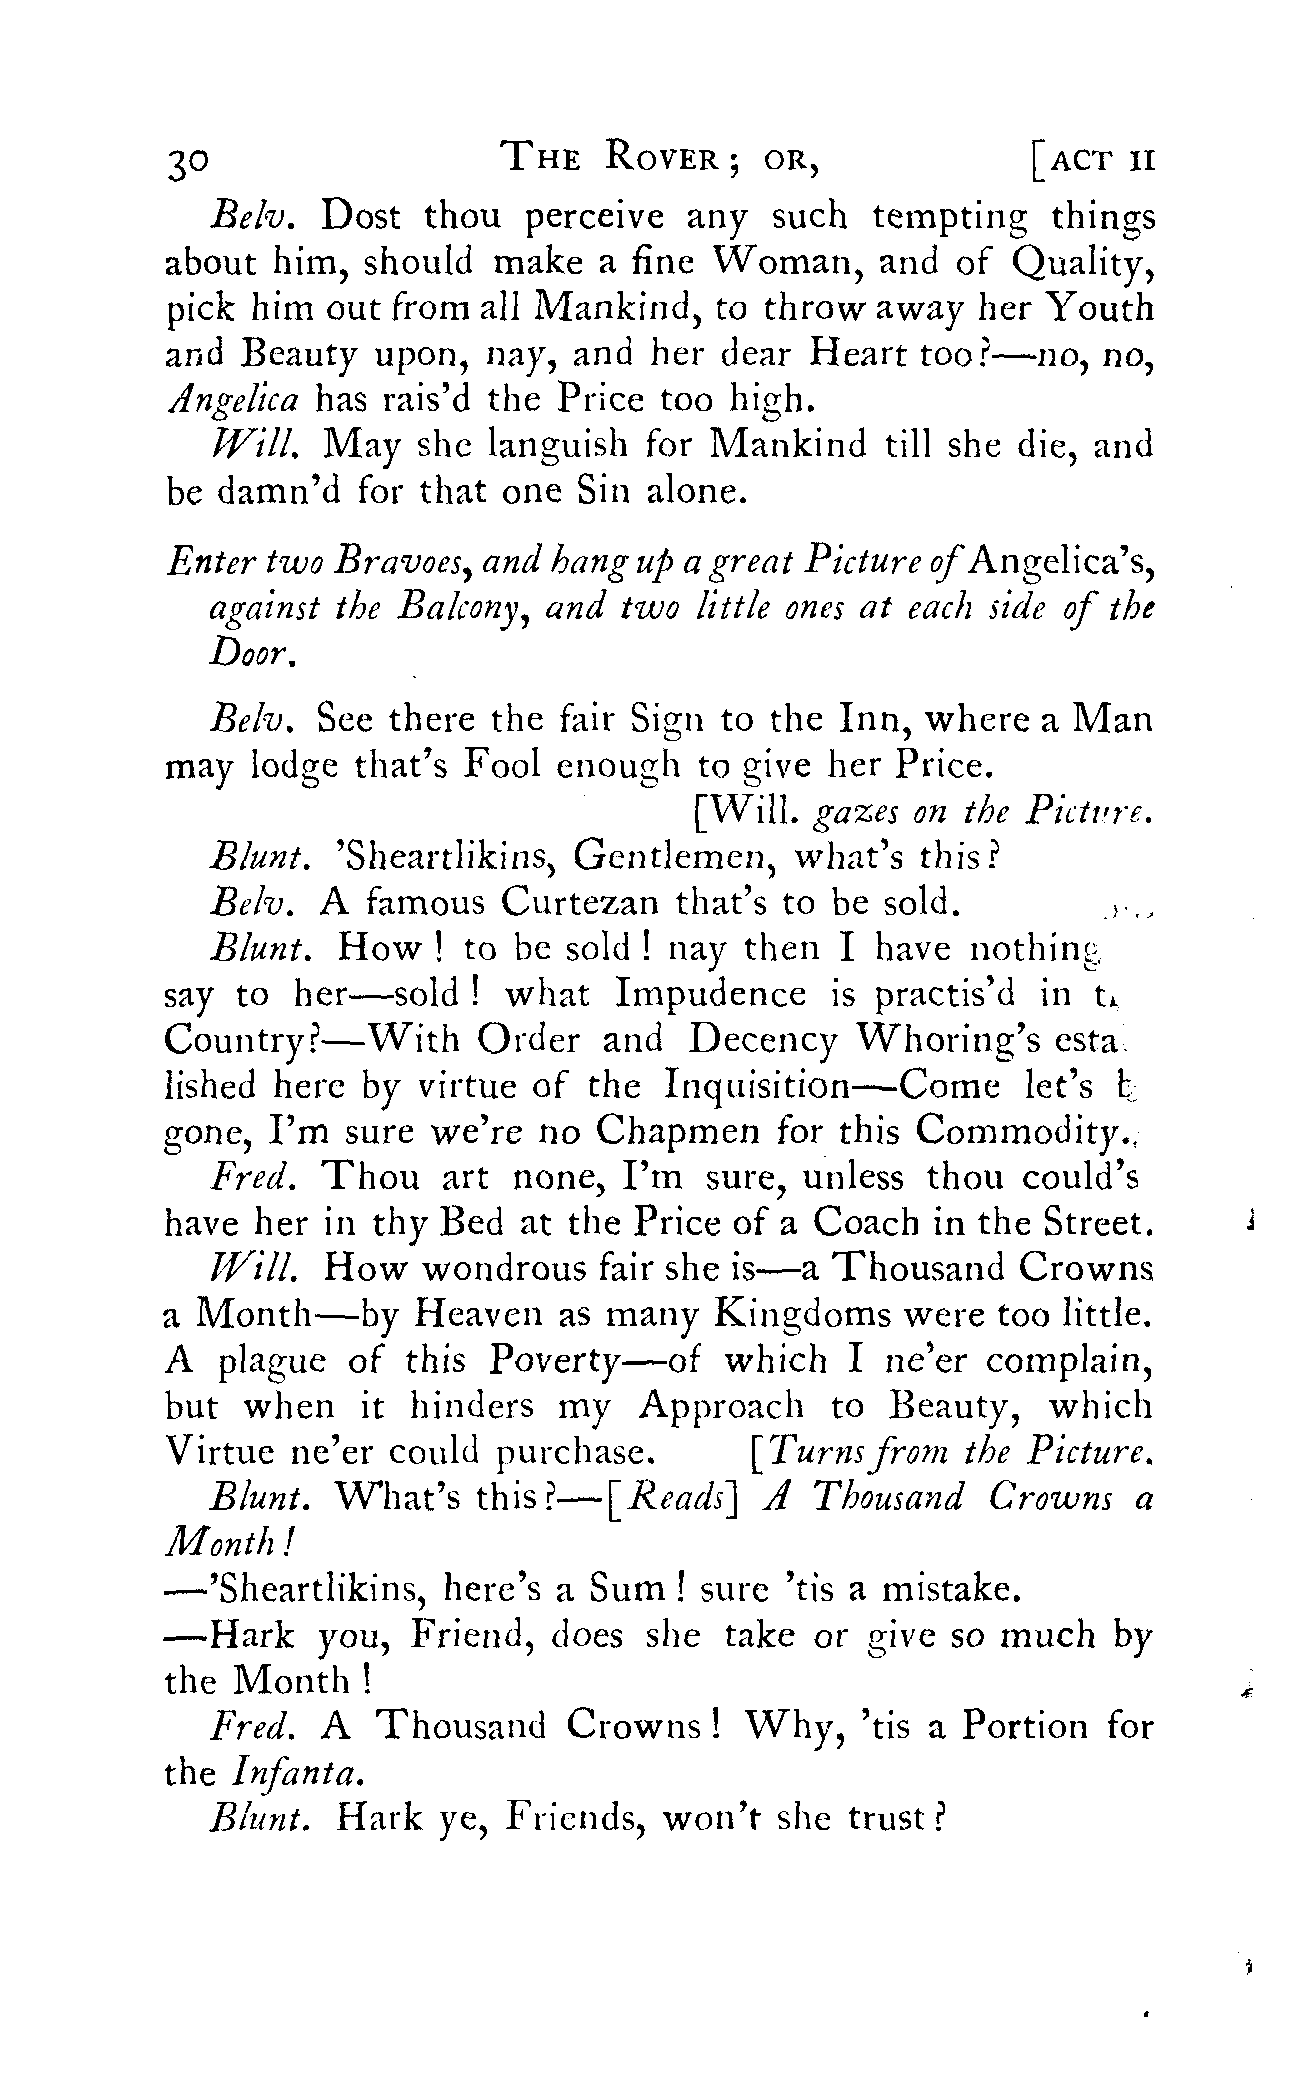 30 THE ROVER; OR, [ACT II
Belv. Dost thou perceive any such tempting things
about him, should make a fine Woman, and of Quality,
pick him out from all Mankind, to throw away her Youth
and Beauty upon, nay, and her dear Heart too?—no, no,
Angelica has rais'd the Price too high.
Will. May she languish for Mankind till she die, and
be damn'd for that one Sin alone.
Enter two Bravoes, and hang up a great Picture of Angelica's,
against the Balcony, and two little ones at each side of the
Door.
Belv. See there the fair Sign to the Inn, where a Man
may lodge that's Fool enough to give her Price.
[Will. gazes on the Picture.
Blunt. 'Sheartlikins, Gentlemen, what's this?
Belv. A famous Curtezan that's to be sold.
Blunt. How! to be sold! nay then I have nothing
say to her—sold! what Impudence is practis'd in
Country?—With Order and Decency Whoring's esta
lished here by virtue of the Inquisition—Come let's
gone, I'm sure we're no Chapmen for this Commodity.
Fred. Thou art none, I'm sure, unless thou could's
have her in thy Bed at the Price of a Coach in the Street.
Will. How wondrous fair she is—a Thousand Crowns
a Month—by Heaven as many Kingdoms were too little.
A plague of this Poverty—of which I ne'er complain,
but when it hinders my Approach to Beauty, which
Virtue ne'er could purchase. [Turns from the Picture.
Blunt. What's this?—[Reads] A Thousand Crowns a
Month!
—'Sheartlikins, here's a Sum! sure 'tis a mistake.
—Hark you, Friend, does she take or give so much by
the Month!
Fred. A Thousand Crowns! Why, 'tis a Portion for
the Infanta.
Blunt. Hark ye, Friends, won't she trust?